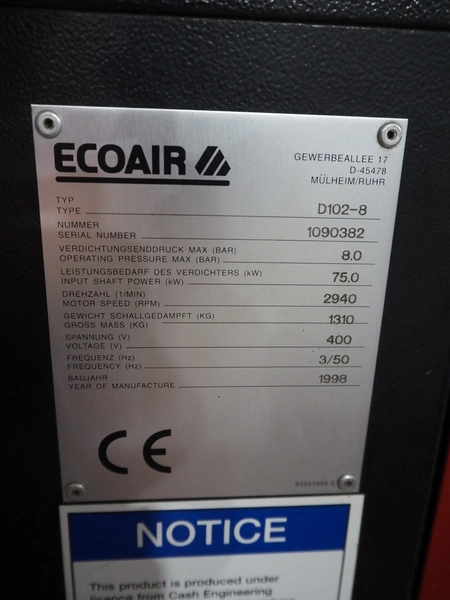 ECOAIR
GEWERBEALLEE 17
D-45478
MÜLHEIM/RUHR
TYP
TYPE D102-8
NUMMER
SERIAL NUMBER 1090382
VERDICHTUNGSENDDRUCK MAX (BAR)
OPERATING PRESSURE MAX (BAR) 8.0
LEISTUNGSBEDARF DES VERDICHTERS (kW)
INPUT SHAFT POWER (kW) 75.0
DREHZAHL (1/MIN)
MOTOR SPEED (RPM) 2940
GEWICHT SCHALLGEDAMPFT (KG)
GROSS MASS (KG) 1310
SPANNUNG (V)
VOLTAGE (V) 400
FREQUENZ (Hz)
FREQUENCY (Hz) 3/50
BAUJAHR
YEAR OF MANUFACTURE 1998
CE
NOTICE
This product is produced under
licence from Cash Engineering